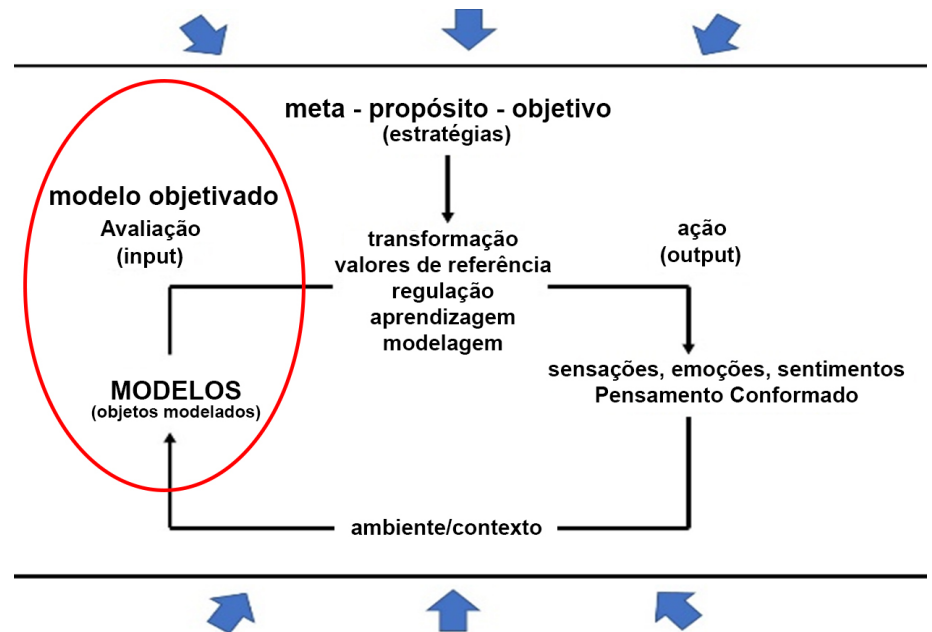 meta - propósito - objetivo
(estratégias)
modelo objetivado
Avaliação
(input)
transformação
valores de referência
regulação
aprendizagem
modelagem
ação
(output)
sensações, emoções, sentimentos
Pensamento Conformado
MODELOS
(objetos modelados)
ambiente/contexto